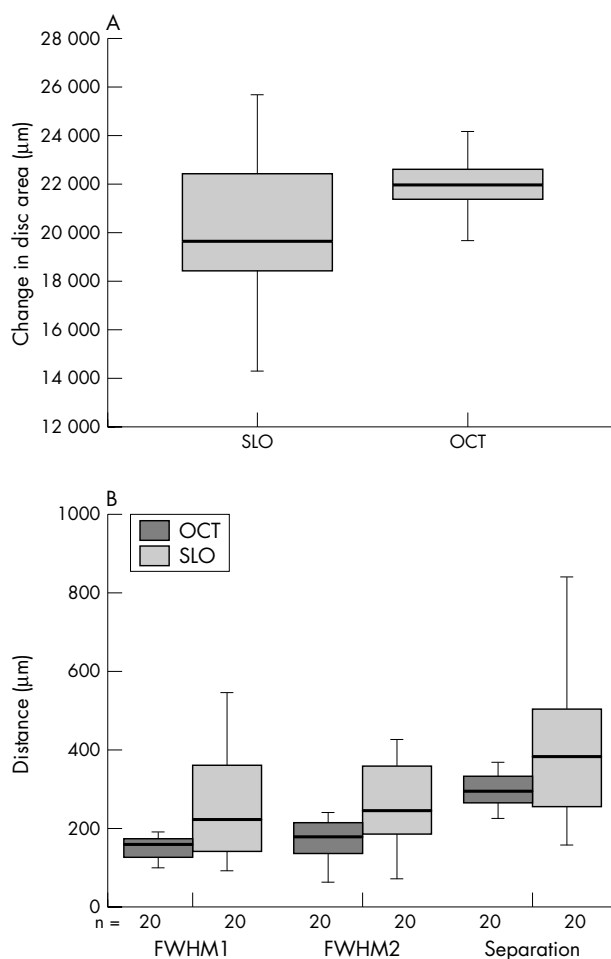 A
28 000
26 000
24 000
22 000
20 000
18 000
16 000
14 000
12 000
Change in disc area (μm)
SLO OCT
B
1000
800
600
400
200
0
Distance (μm)
OCT
SLO
n = 20 20 20 20 20 20
FWHM1 FWHM2 Separation